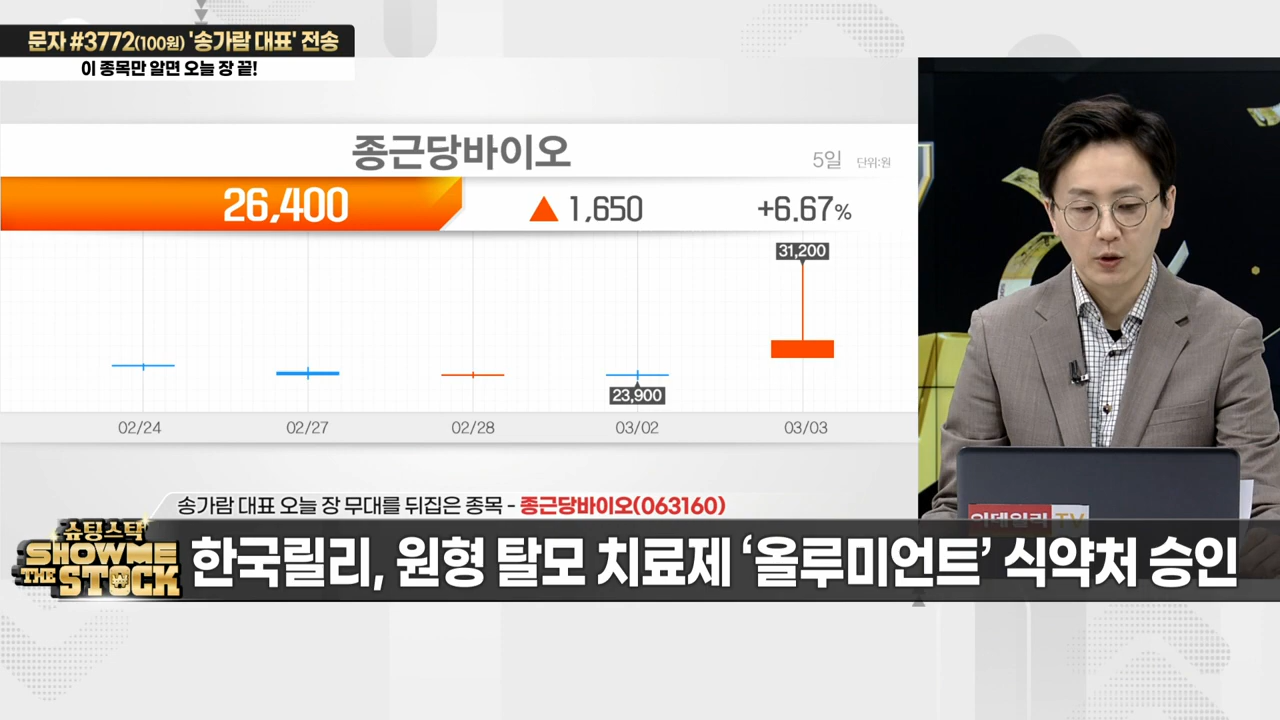 문자 #3772(100원) '송가람 대표' 전송
이 종목만 알면 오늘 장 끝!
종근당바이오
5일 단위:원
26,400 ▲ 1,650 +6.67%
31,200
23,900
02/24 02/27 02/28 03/02 03/03
이데일리 TV
송가람 대표 오늘 장 무대를 뒤집은 종목 - 종근당바이오(063160)
슈팅스탁
SHOW ME
THE STOCK
한국릴리, 원형 탈모 치료제 ‘올루미언트’ 식약처 승인